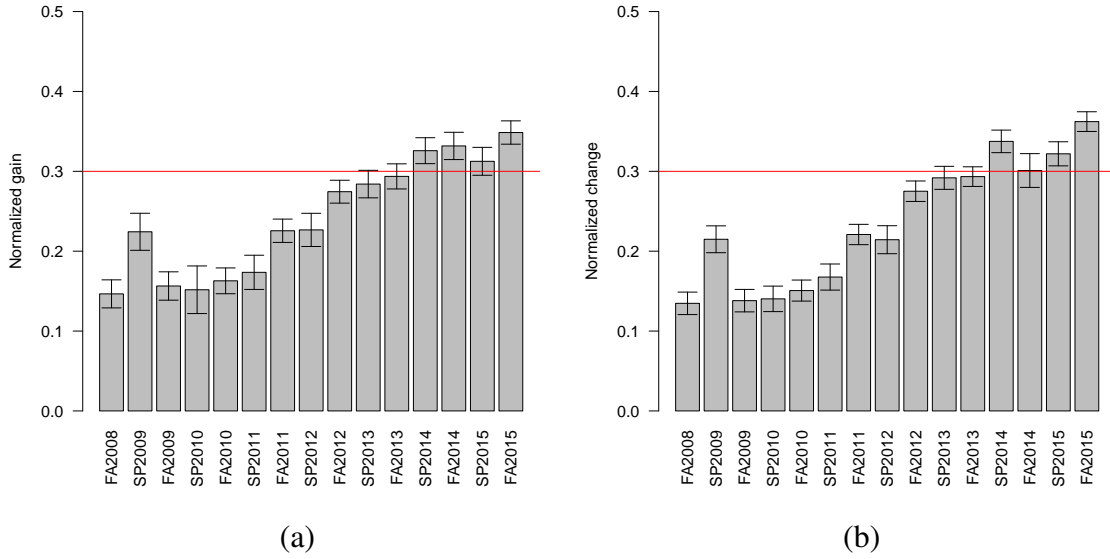 Normalized gain
0.5
0.4
0.3
0.2
0.1
0.0
FA2008
SP2009
FA2009
SP2010
FA2010
SP2011
FA2011
SP2012
FA2012
SP2013
FA2013
SP2014
FA2014
SP2015
FA2015
(a)
Normalized change
0.5
0.4
0.3
0.2
0.1
0.0
FA2008
SP2009
FA2009
SP2010
FA2010
SP2011
FA2011
SP2012
FA2012
SP2013
FA2013
SP2014
FA2014
SP2015
FA2015
(b)